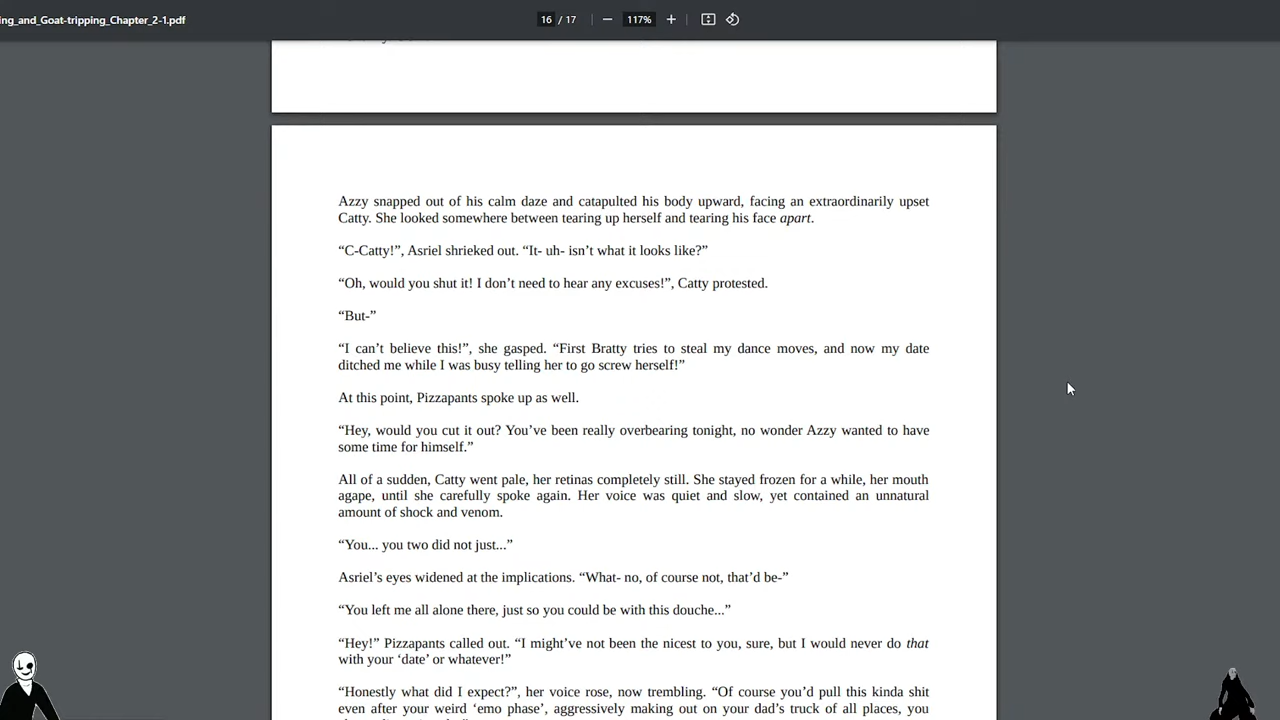 ing_and_Goat-tripping_Chapter_2-1.pdf
16 / 17
117%
Azzy snapped out of his calm daze and catapulted his body upward, facing an extraordinarily upset
Catty. She looked somewhere between tearing up herself and tearing his face apart.
“C-Catty!”, Asriel shrieked out. “It- uh- isn’t what it looks like?”
“Oh, would you shut it! I don’t need to hear any excuses!”, Catty protested.
“But-”
“I can’t believe this!”, she gasped. “First Bratty tries to steal my dance moves, and now my date
ditched me while I was busy telling her to go screw herself!”
At this point, Pizzapants spoke up as well.
“Hey, would you cut it out? You’ve been really overbearing tonight, no wonder Azzy wanted to have
some time for himself.”
All of a sudden, Catty went pale, her retinas completely still. She stayed frozen for a while, her mouth
agape, until she carefully spoke again. Her voice was quiet and slow, yet contained an unnatural
amount of shock and venom.
“You... you two did not just...”
Asriel’s eyes widened at the implications. “What- no, of course not, that’d be-”
“You left me all alone there, just so you could be with this douche...”
“Hey!” Pizzapants called out. “I might’ve not been the nicest to you, sure, but I would never do that
with your ‘date’ or whatever!”
“Honestly what did I expect?”, her voice rose, now trembling. “Of course you’d pull this kinda shit
even after your weird ‘emo phase’, aggressively making out on your dad’s truck of all places, you